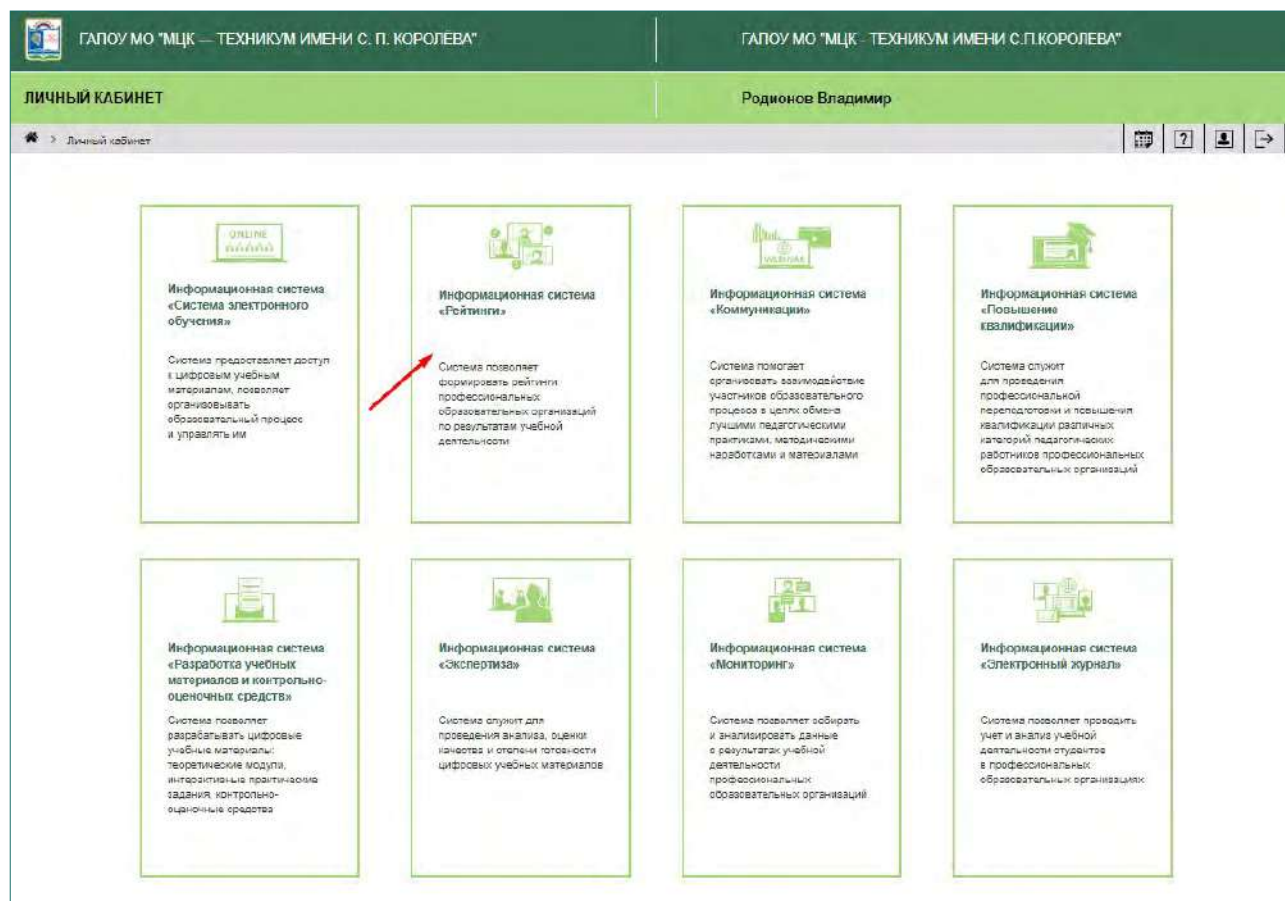 ГАПОУ МО "МЦК — ТЕХНИКУМ ИМЕНИ С. П. КОРОЛЁВА"
ГАПОУ МО "МЦК - ТЕХНИКУМ ИМЕНИ С.П.КОРОЛЕВА"
ЛИЧНЫЙ КАБИНЕТ
Родионов Владимир
> Личный кабинет
?
ONLINE
Информационная система
«Система электронного
обучения»
Система предоставляет доступ
к цифровым учебным
материалам, позволяет
организовывать
образовательный процесс
и управлять им
Информационная система
«Рейтинги»
Система позволяет
формировать рейтинги
профессиональных
образовательных организаций
по результатам учебной
деятельности
WEBINAR
Информационная система
«Коммуникации»
Система помогает
организовать взаимодействие
участников образовательного
процесса в целях обмена
лучшими педагогическими
практиками, методическими
наработками и материалами
Информационная система
«Повышение
квалификации»
Система служит
для проведения
профессиональной
переподготовки и повышения
квалификации различных
категорий педагогических
работников профессиональных
образовательных организаций
Информационная система
«Разработка учебных
материалов и контрольно-
оценочных средств»
Система позволяет
разрабатывать цифровые
учебные материалы:
теоретические модули,
интерактивные практические
задания, контрольно-
оценочные средства
Информационная система
«Экспертиза»
Система служит для
проведения анализа, оценки
качества и степени готовности
цифровых учебных материалов
Информационная система
«Мониторинг»
Система позволяет собирать
и анализировать данные
о результатах учебной
деятельности
профессиональных
образовательных организаций
Информационная система
«Электронный журнал»
Система позволяет проводить
учет и анализ учебной
деятельности студентов
в профессиональных
образовательных организациях